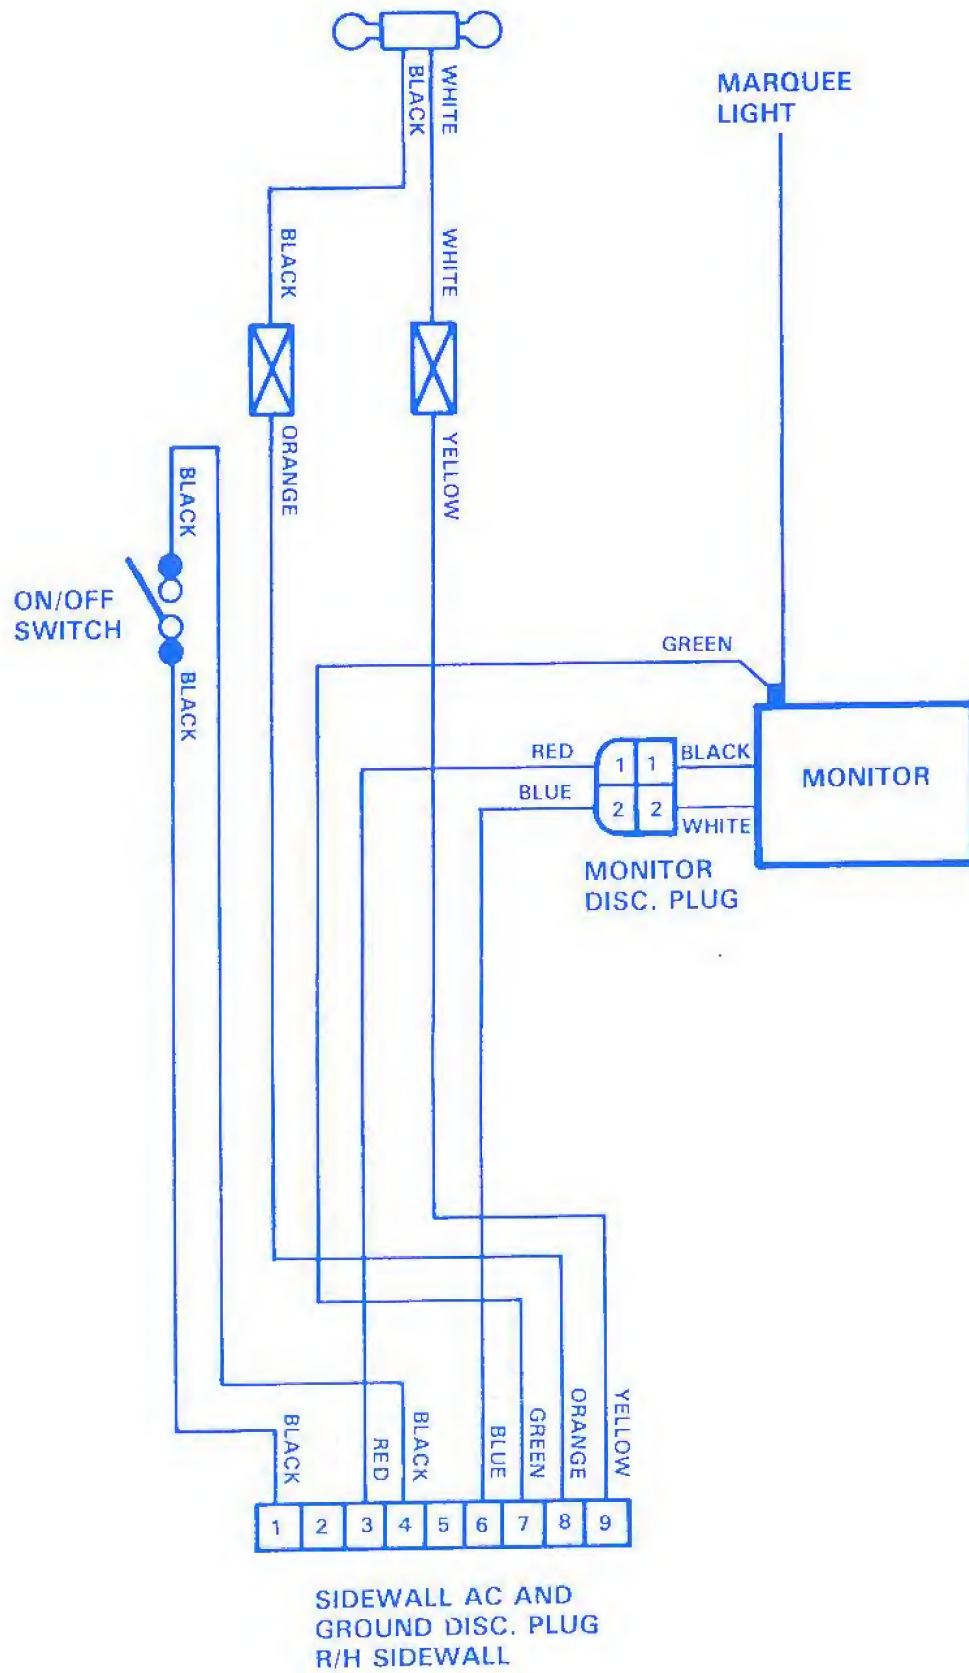 BLACK
WHITE
MARQUEE
LIGHT
BLACK
WHITE
ORANGE
YELLOW
BLACK
ON/OFF
SWITCH
BLACK
GREEN
RED
1 1
BLACK
BLUE
2 2
WHITE
MONITOR
MONITOR
DISC. PLUG
BLACK
RED
BLACK
BLUE
GREEN
ORANGE
YELLOW
1 2 3 4 5 6 7 8 9
SIDEWALL AC AND
GROUND DISC. PLUG
R/H SIDEWALL